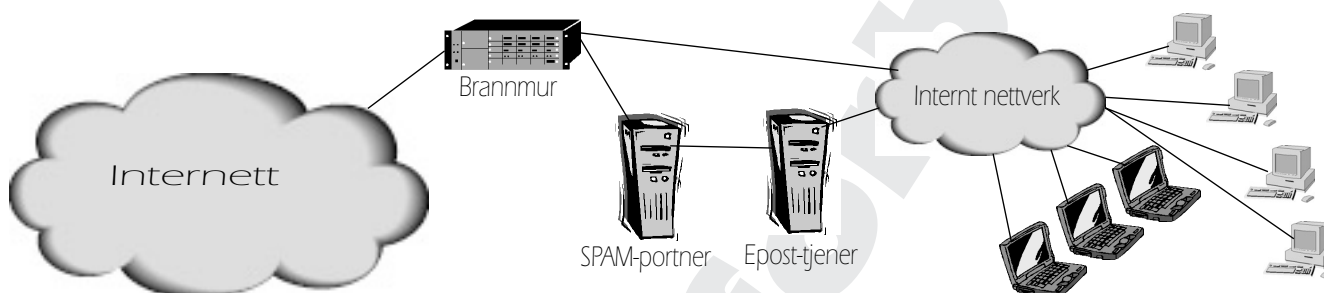 Brannmur
Internt nettverk
Internett
SPAM-portner
Epost-tjener